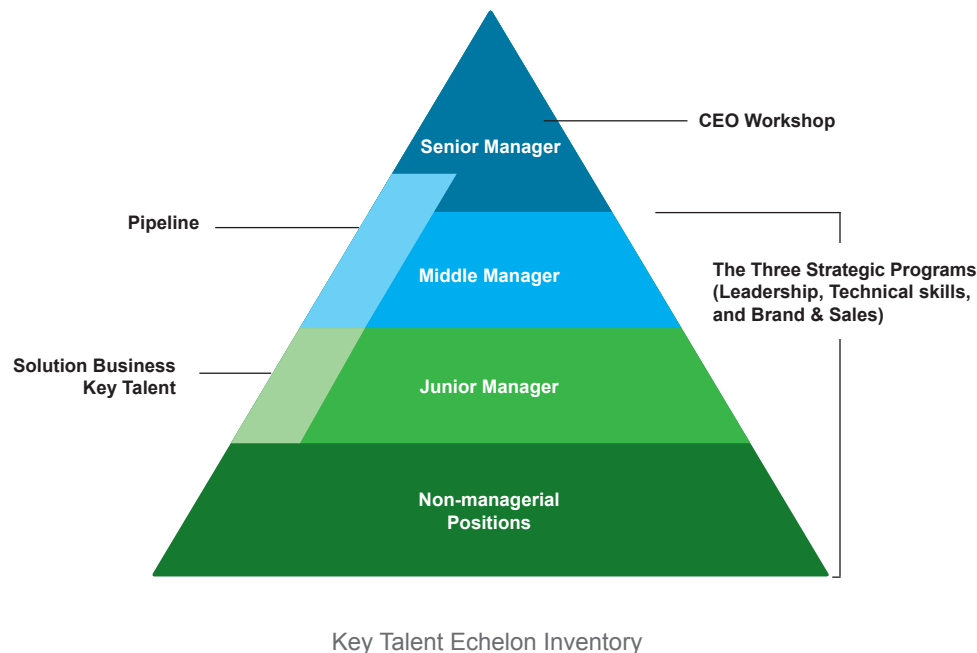 CEO Workshop
Senior Manager
Pipeline
The Three Strategic Programs
(Leadership, Technical skills,
and Brand & Sales)
Middle Manager
Solution Business
Key Talent
Junior Manager
Non-managerial
Positions
Key Talent Echelon Inventory